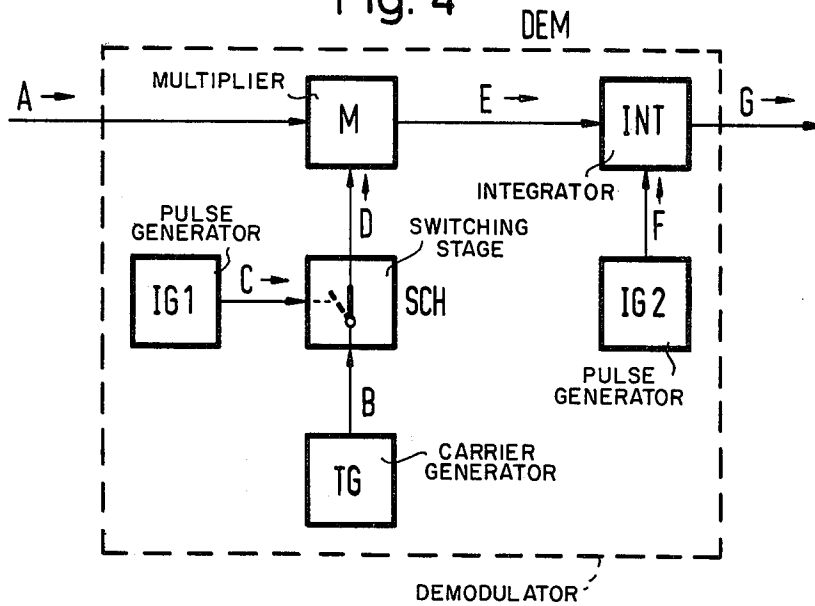 Fig. 4
DEM
MULTIPLIER
A
M
E
INT
G
INTEGRATOR
D
F
PULSE
GENERATOR
SWITCHING
STAGE
IG1
C
SCH
IG2
PULSE
GENERATOR
B
TG
CARRIER
GENERATOR
DEMODULATOR